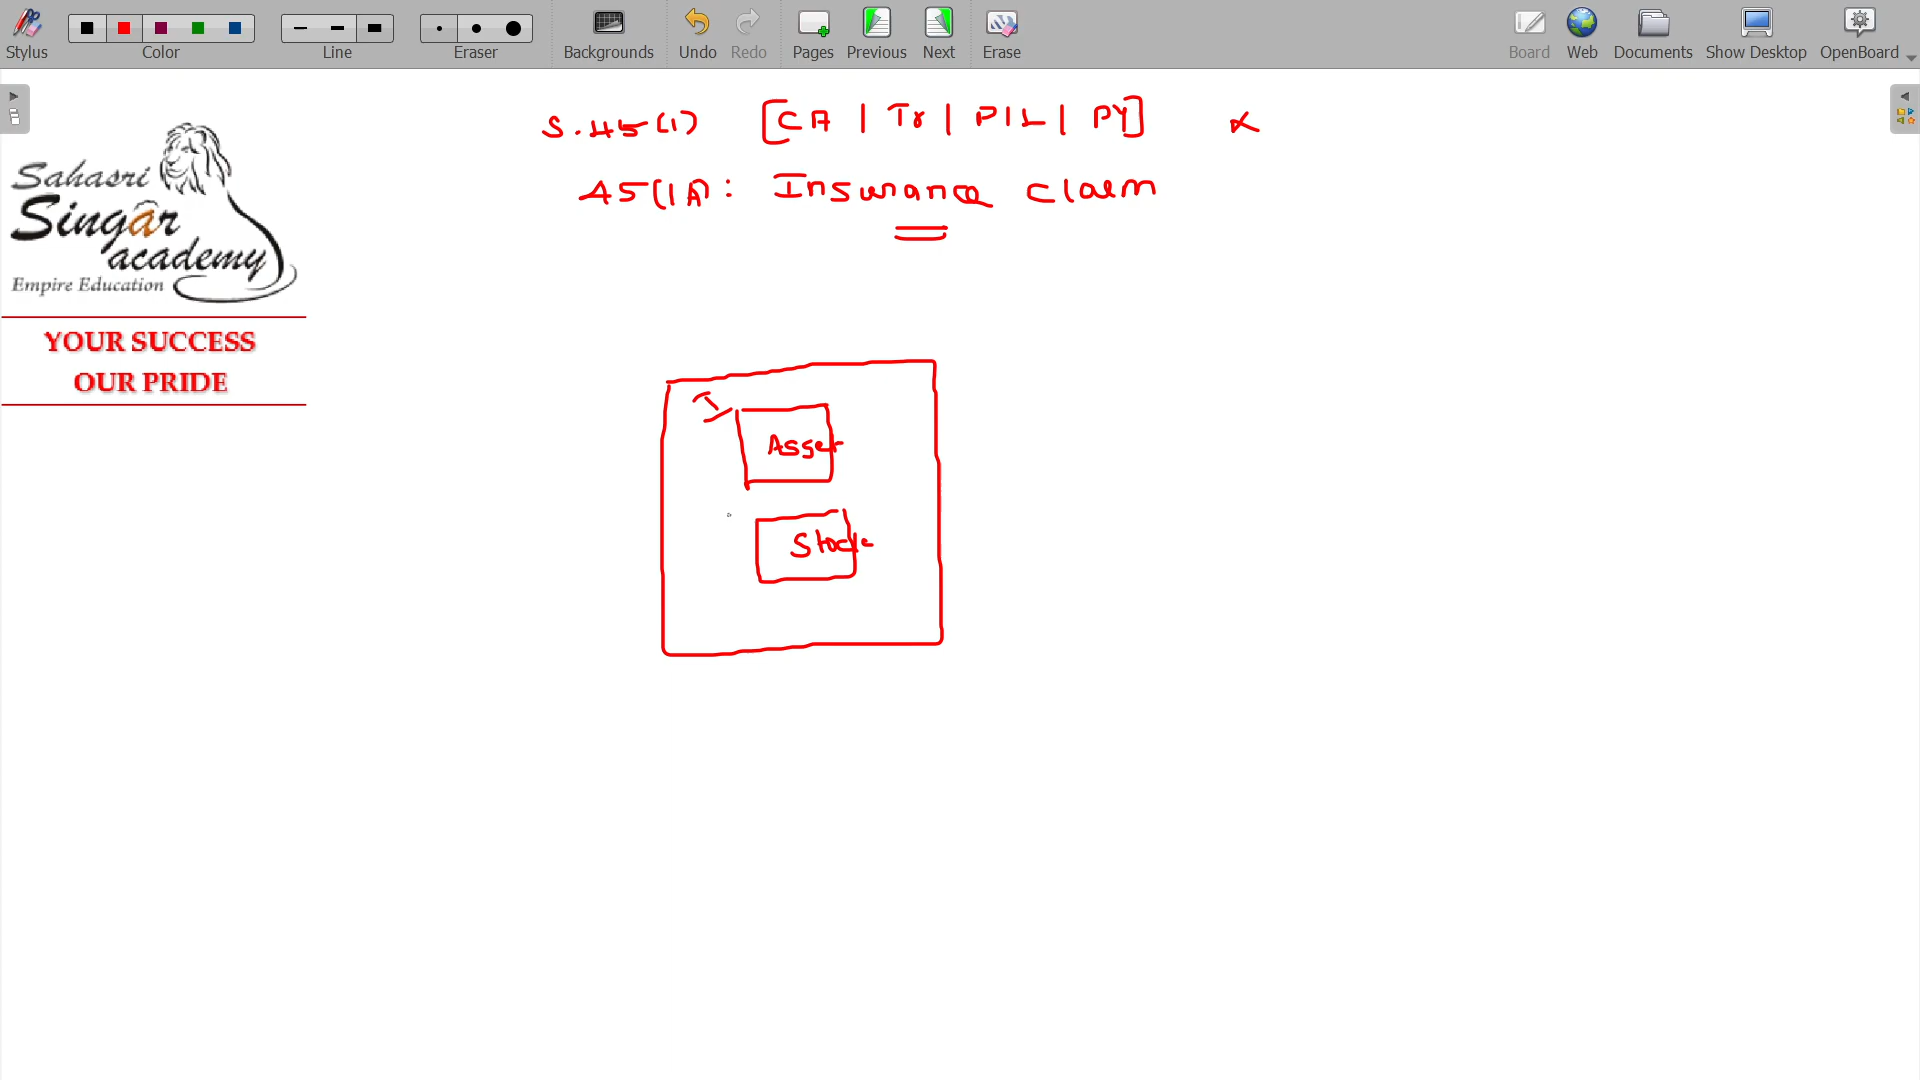 Stylus Color Line Eraser Backgrounds Undo Redo Pages Previous Next Erase Board Web Documents Show Desktop OpenBoard
S.45(1) [CA | Tr | P/L | PY]
45(1A): Insurance claim
Sahasri
Singar
academy
Empire Education
YOUR SUCCESS
OUR PRIDE
I
Asset
Stock